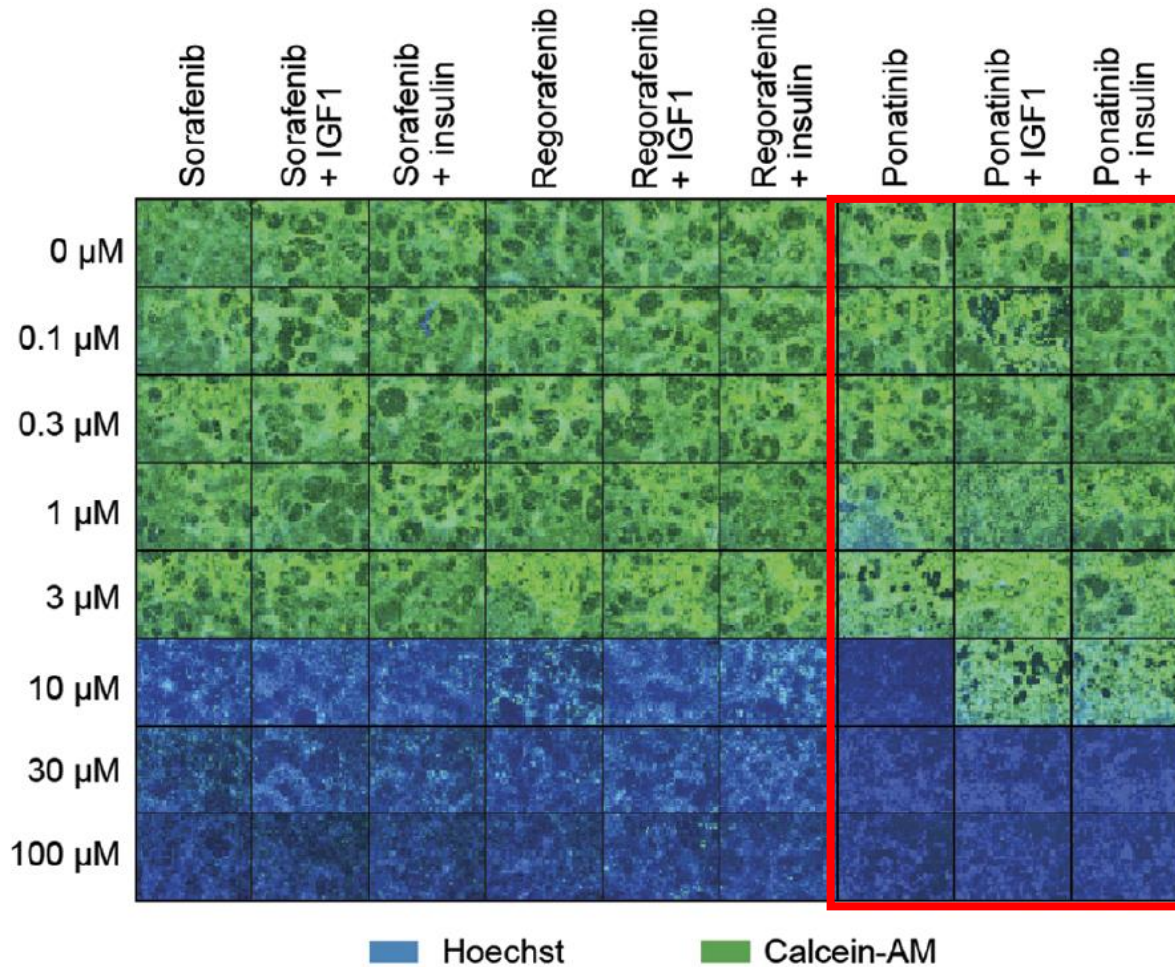 Sorafenib
Sorafenib
+ IGF1
Sorafenib
+ insulin
Regorafenib
Regorafenib
+ IGF1
Regorafenib
+ insulin
Ponatinib
Ponatinib
+ IGF1
Ponatinib
+ insulin
0 µM
0.1 µM
0.3 µM
1 µM
3 µM
10 µM
30 µM
100 µM
Hoechst
Calcein-AM